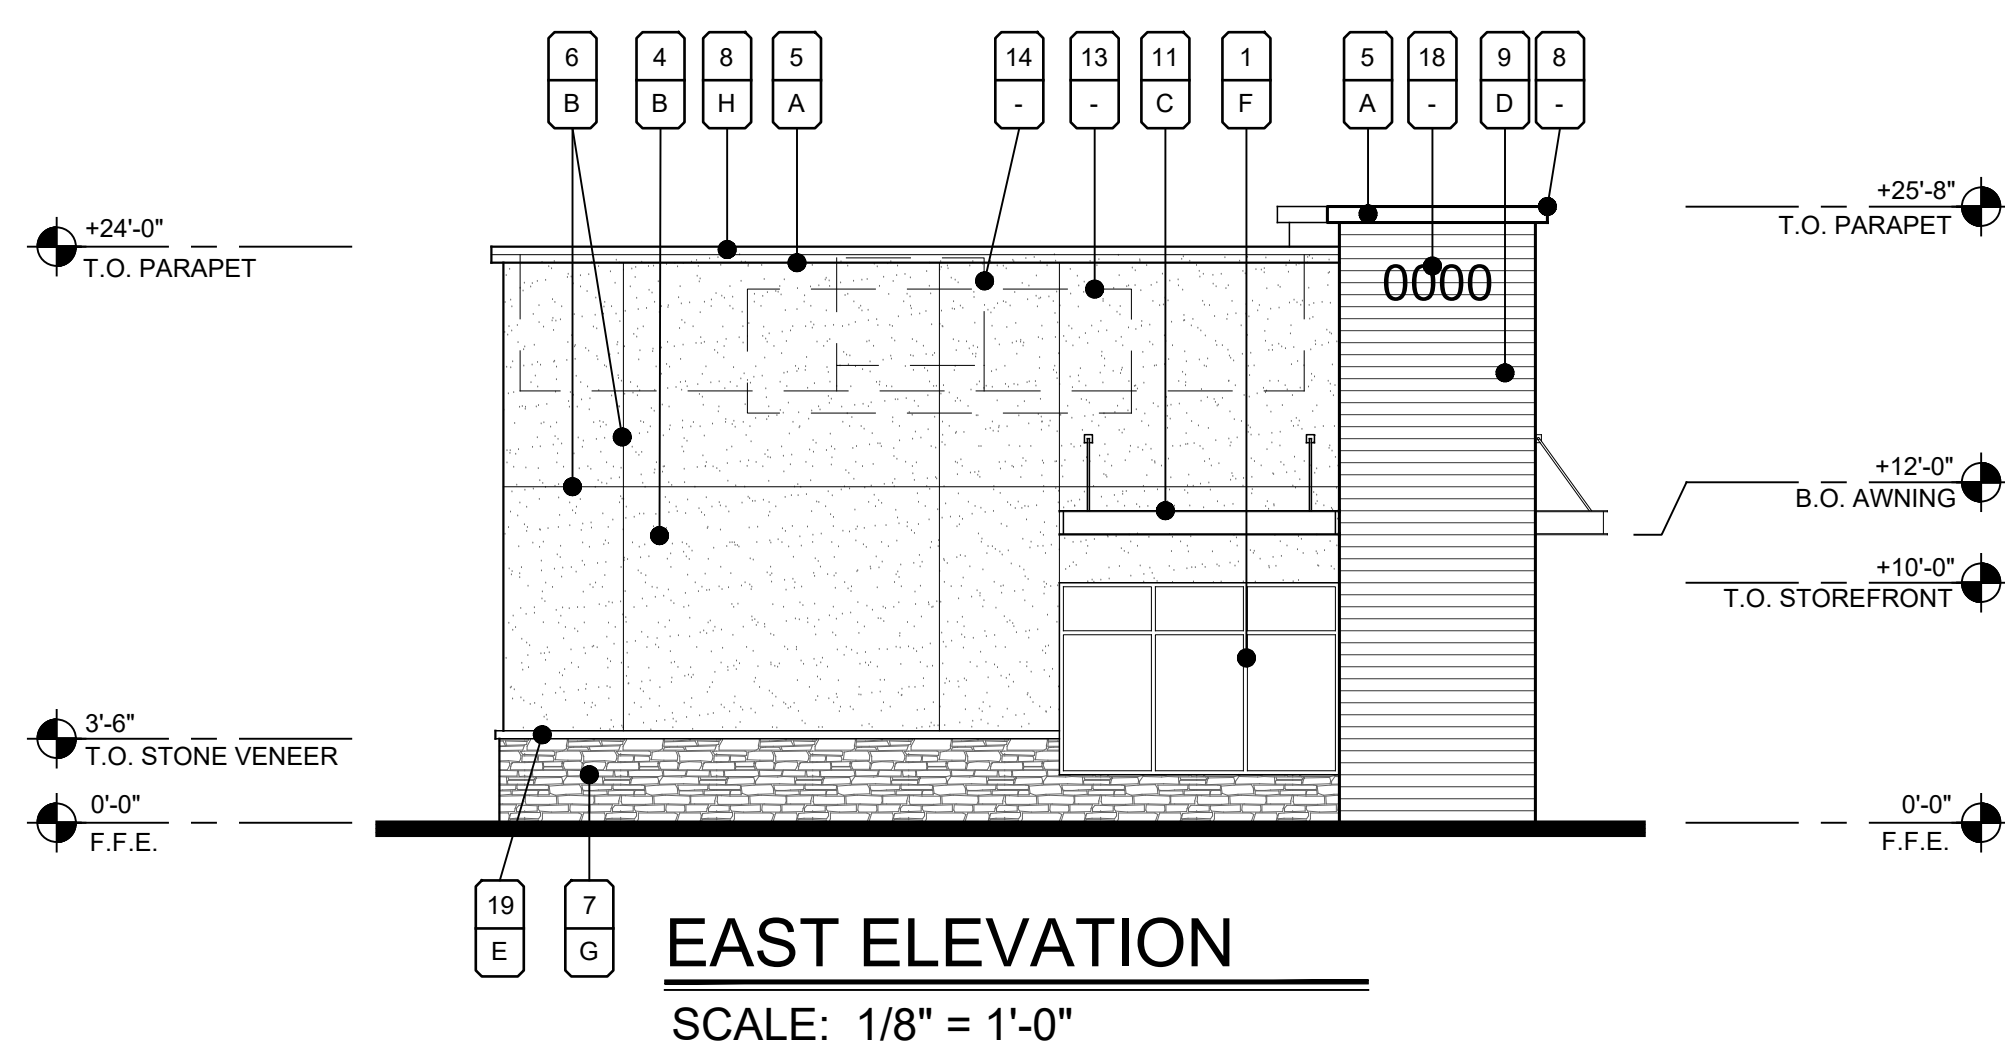 6 4 8 5 14 13 11 1 5 18 9 8
B B H A - - C F A - D -
+24'-0"
T.O. PARAPET
+25'-8"
T.O. PARAPET
0000
+12'-0"
B.O. AWNING
+10'-0"
T.O. STOREFRONT
3'-6"
T.O. STONE VENEER
0'-0"
F.F.E.
0'-0"
F.F.E.
19 7
E G
EAST ELEVATION
SCALE: 1/8" = 1'-0"